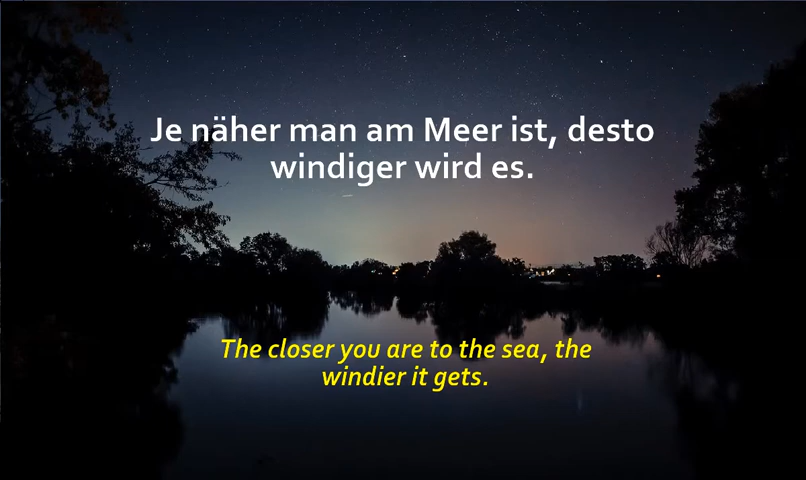 Je näher man am Meer ist, desto
windiger wird es.
The closer you are to the sea, the
windier it gets.